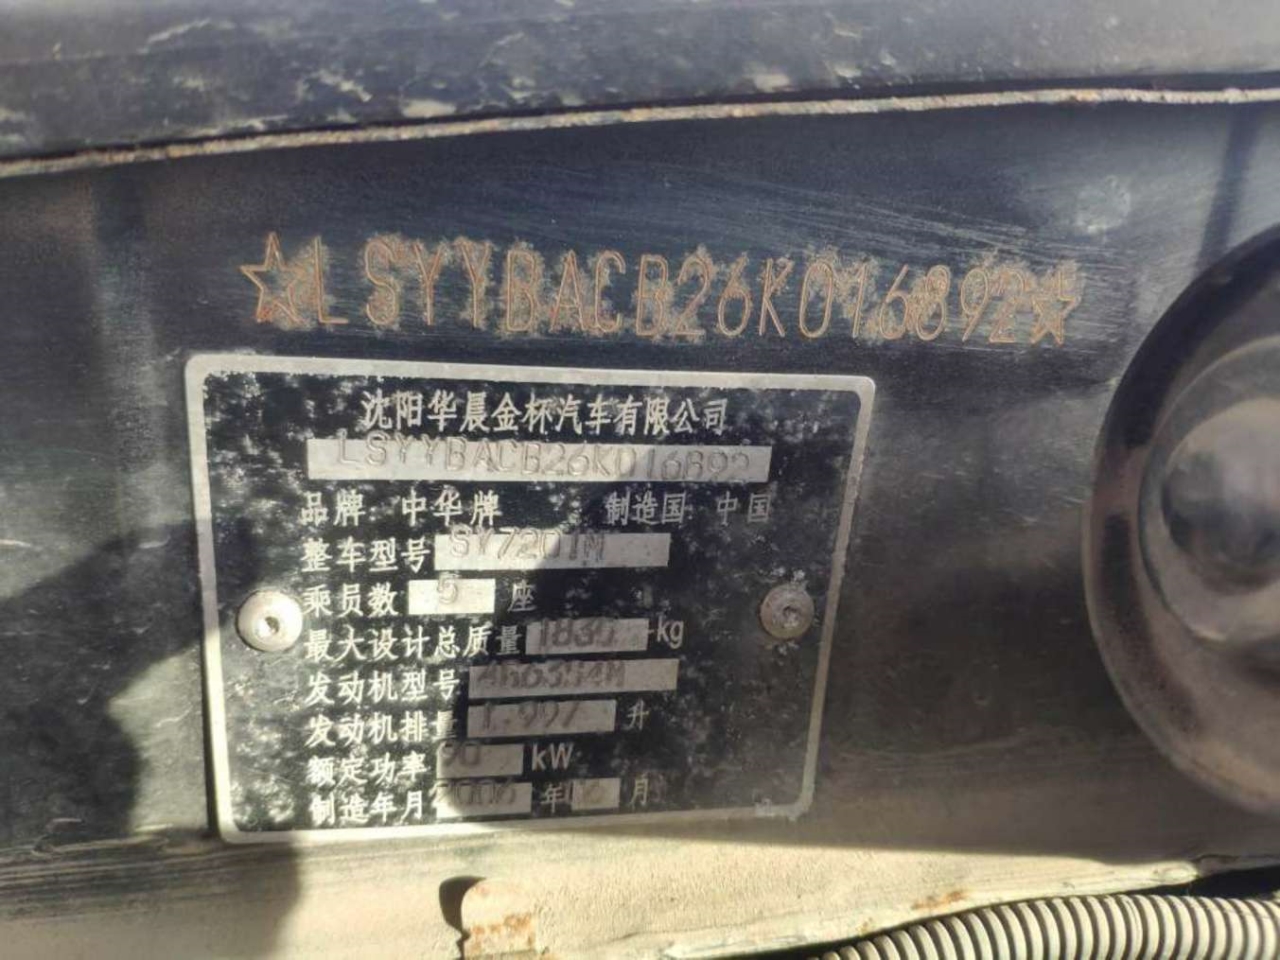 ☆LSYYBACB26K016892☆
沈阳华晨金杯汽车有限公司
LSYYBACB26K016892
品牌: 中华牌 制造国: 中国
整车型号 SY7201M
乘员数 5 座
最大设计总质量 1830 kg
发动机型号 4G63S4M
发动机排量 1.997 升
额定功率 90 kW
制造年月 2006 年 月